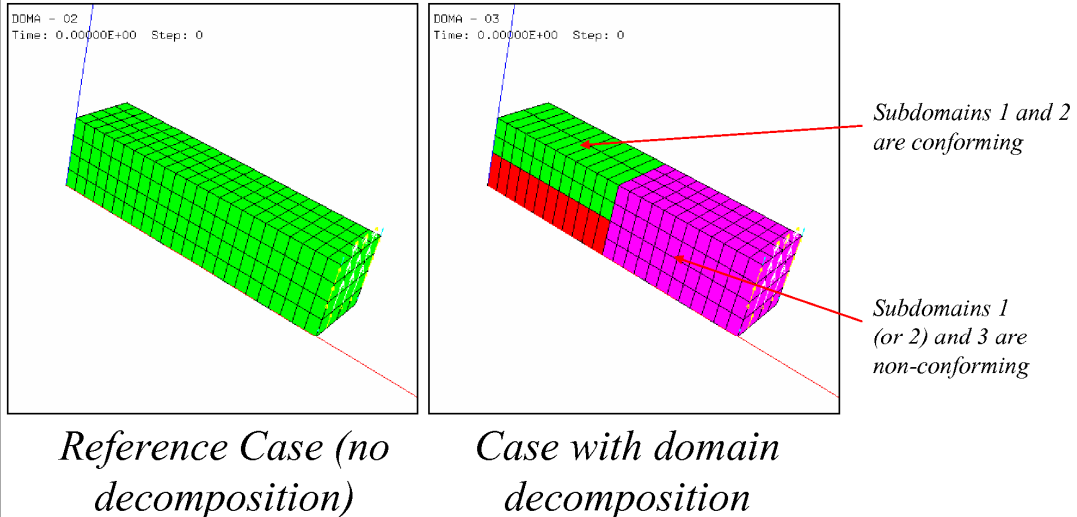 DOMA - 02
Time: 0.00000E+00 Step: 0
DOMA - 03
Time: 0.00000E+00 Step: 0
Subdomains 1 and 2
are conforming
Subdomains 1
(or 2) and 3 are
non-conforming
Reference Case (no
decomposition)
Case with domain
decomposition